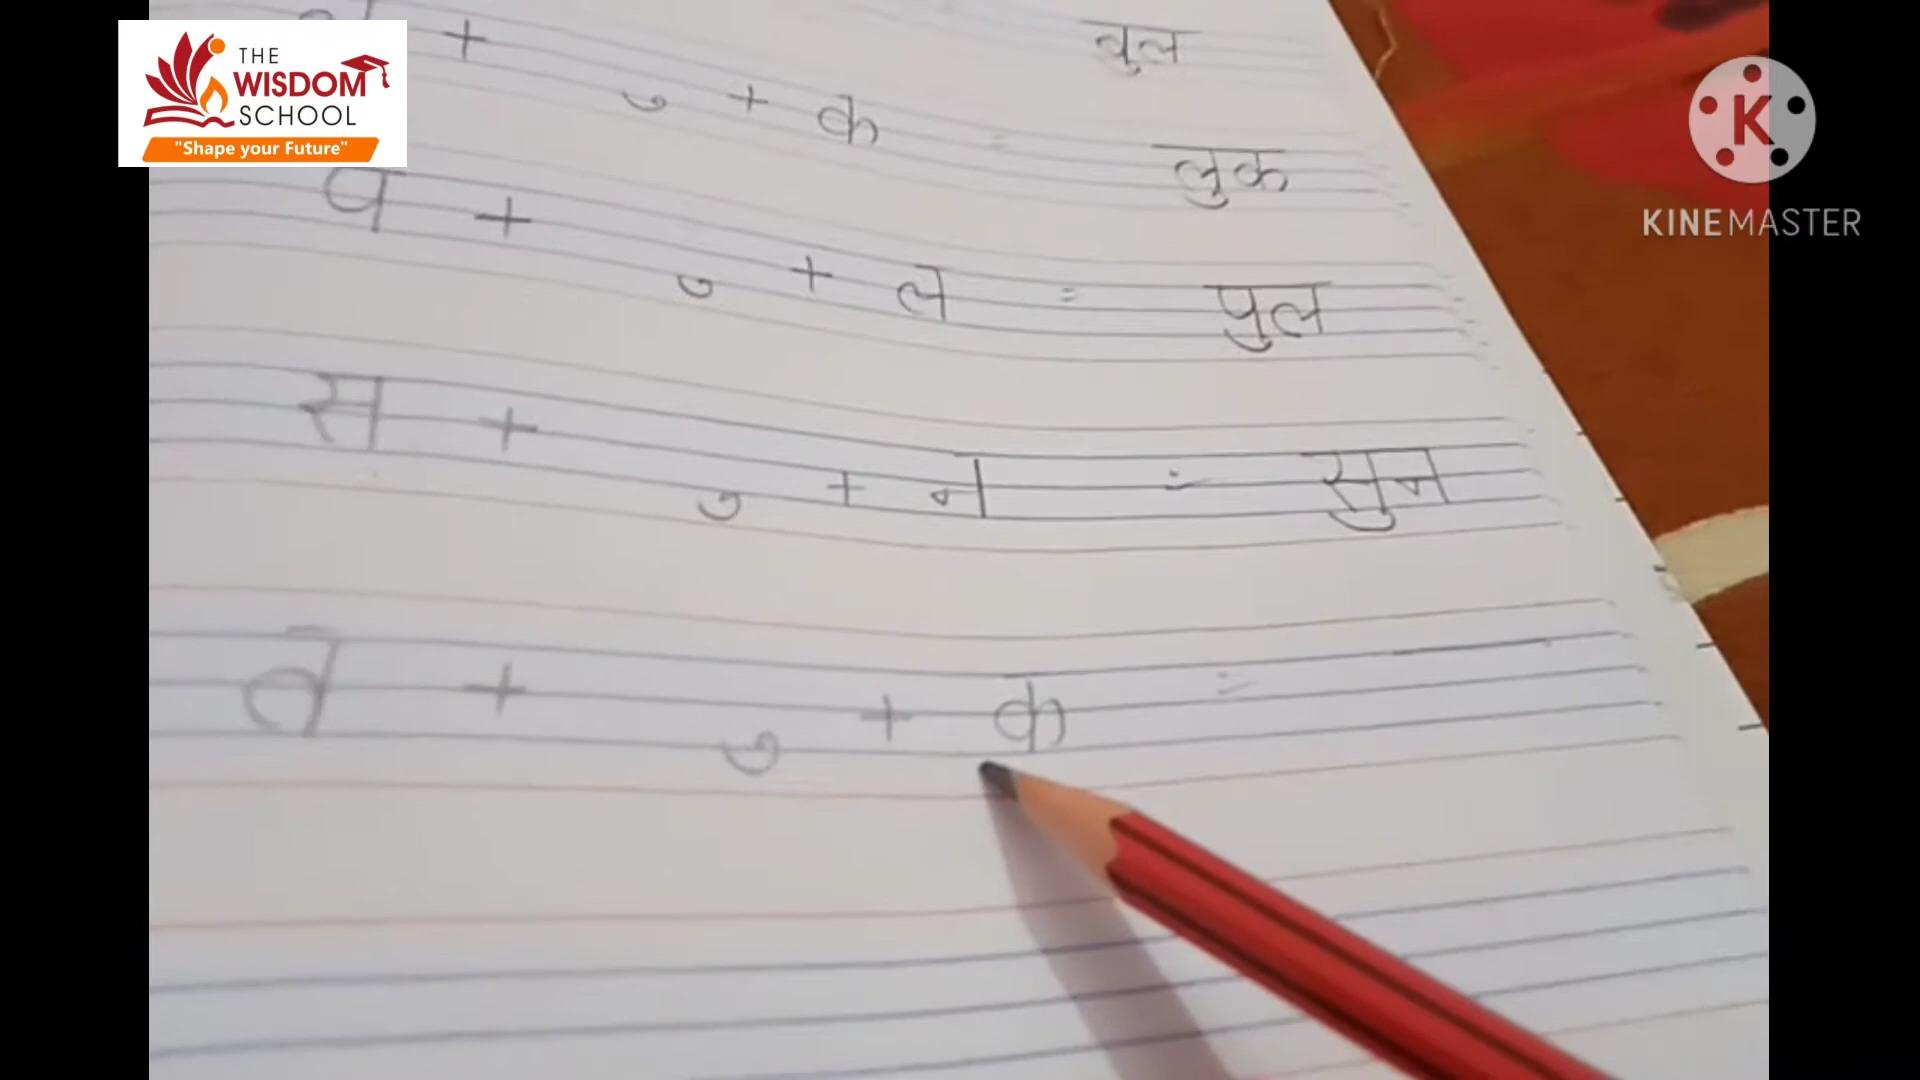 THE
WISDOM
SCHOOL
"Shape your Future"
K
KINEMASTER
+ वुल
ु + क = लुक
प + ु + ल = पुल
स + ु + न = सुन
त + ु + क =